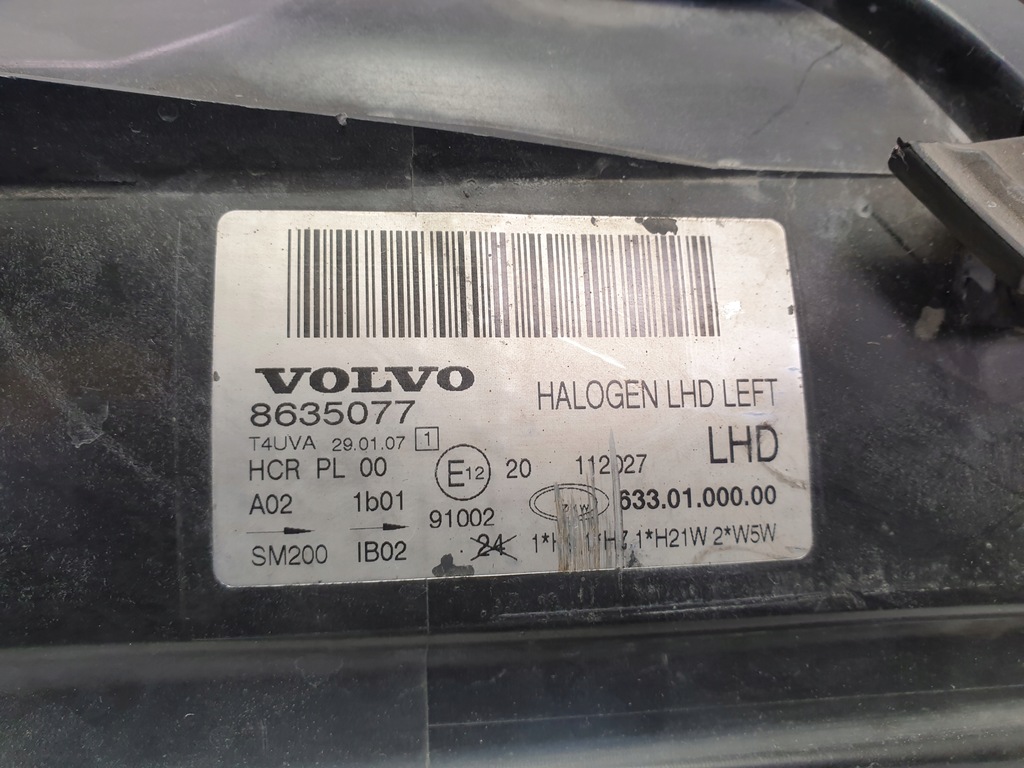 VOLVO
8635077
HALOGEN LHD LEFT
T4UVA 29.01.07 1
LHD
HCR PL 00 E12 20 112027
A02 1b01 91002 633.01.000.00
SM200 IB02 24 1*H21W 2*W5W